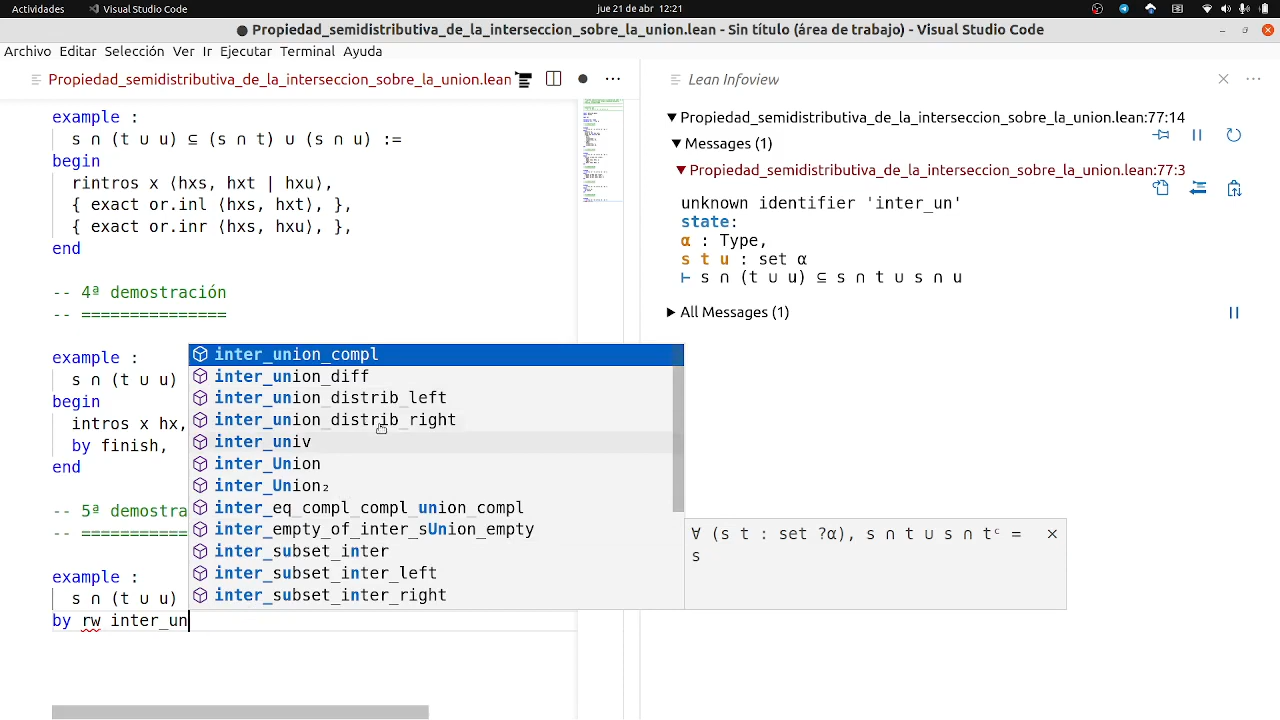 Actividades Visual Studio Code jue 21 de abr 12:21
Propiedad_semidistributiva_de_la_interseccion_sobre_la_union.lean - Sin título (área de trabajo) - Visual Studio Code
Archivo Editar Selección Ver Ir Ejecutar Terminal Ayuda
Propiedad_semidistributiva_de_la_interseccion_sobre_la_union.lean
example :
s ∩ (t ∪ u) ⊆ (s ∩ t) ∪ (s ∩ u) :=
begin
rintros x ⟨hxs, hxt | hxu⟩,
{ exact or.inl ⟨hxs, hxt⟩, },
{ exact or.inr ⟨hxs, hxu⟩, },
end
-- 4ª demostración
-- ===============
example :
s ∩ (t ∪ u)
begin
intros x hx,
by finish,
end
-- 5ª demostra
-- ==========
example :
s ∩ (t ∪ u)
by rw inter_un
inter_union_compl
inter_union_diff
inter_union_distrib_left
inter_union_distrib_right
inter_univ
inter_Union
inter_Union₂
inter_eq_compl_compl_union_compl
inter_empty_of_inter_sUnion_empty
inter_subset_inter
inter_subset_inter_left
inter_subset_inter_right
∀ (s t : set ?α), s ∩ t ∪ s ∩ tᶜ =
s
Lean Infoview
Propiedad_semidistributiva_de_la_interseccion_sobre_la_union.lean:77:14
Messages (1)
Propiedad_semidistributiva_de_la_interseccion_sobre_la_union.lean:77:3
unknown identifier 'inter_un'
state:
α : Type,
s t u : set α
⊢ s ∩ (t ∪ u) ⊆ s ∩ t ∪ s ∩ u
All Messages (1)